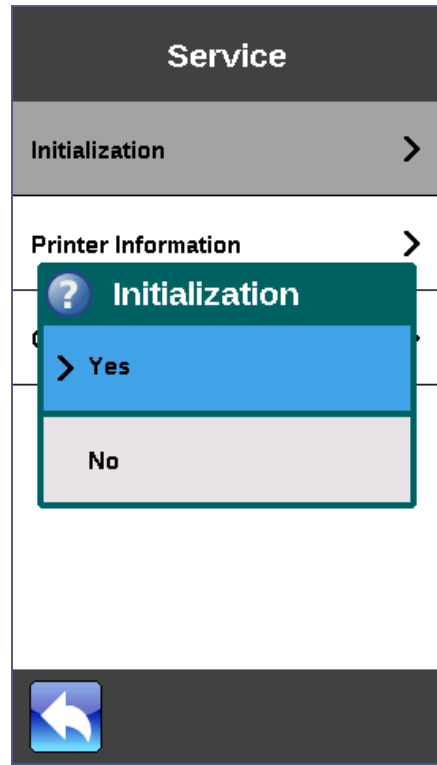 Service
Initialization
Printer Information
Initialization
Yes
No